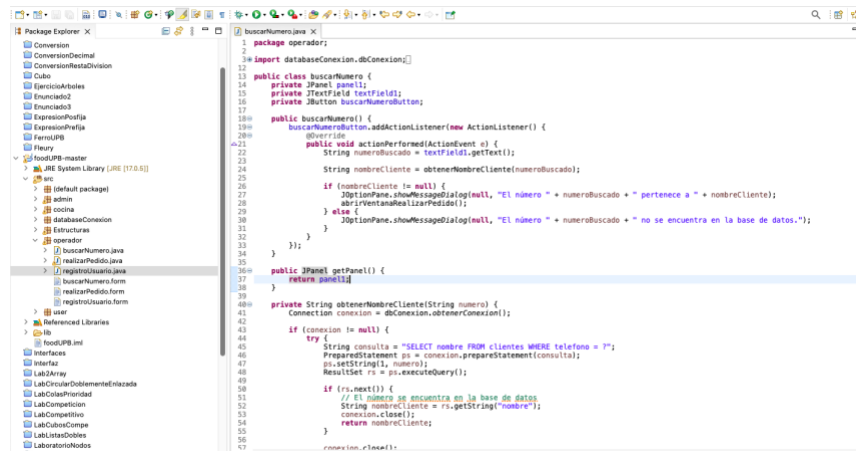 Package Explorer
Conversion
ConversionDecimal
ConversionRestaDivision
Cubo
EjercicioArboles
Enunciado2
Enunciado3
ExpresionPosfija
ExpresionPrefija
FerroUPB
Fleury
foodUPB-master
JRE System Library [JRE [17.0.5]]
src
(default package)
admin
cocina
databaseConexion
Estructuras
operador
buscarNumero.java
realizarPedido.java
registroUsuario.java
buscarNumero.form
realizarPedido.form
registroUsuario.form
user
Referenced Libraries
lib
foodUPB.iml
Interfaces
Interfaz
Lab2Array
LabCircularDoblementeEnlazada
LabColasPrioridad
LabCompeticion
LabCompetitivo
LabCubosCompe
LabListasDobles
LaboratorioNodos
buscarNumero.java
1 package operador;
2
3 import databaseConexion.dbConexion;
12
13 public class buscarNumero {
14 private JPanel panel1;
15 private JTextField textField1;
16 private JButton buscarNumeroButton;
17
18 public buscarNumero() {
19 buscarNumeroButton.addActionListener(new ActionListener() {
20 @Override
21 public void actionPerformed(ActionEvent e) {
22 String numeroBuscado = textField1.getText();
23
24 String nombreCliente = obtenerNombreCliente(numeroBuscado);
25
26 if (nombreCliente != null) {
27 JOptionPane.showMessageDialog(null, "El número " + numeroBuscado + " pertenece a " + nombreCliente);
28 abrirVentanaRealizarPedido();
29 } else {
30 JOptionPane.showMessageDialog(null, "El número " + numeroBuscado + " no se encuentra en la base de datos.");
31 }
32 }
33 });
34 }
35
36 public JPanel getPanel() {
37 return panel1;
38 }
39
40 private String obtenerNombreCliente(String numero) {
41 Connection conexion = dbConexion.obtenerConexion();
42
43 if (conexion != null) {
44 try {
45 String consulta = "SELECT nombre FROM clientes WHERE telefono = ?";
46 PreparedStatement ps = conexion.prepareStatement(consulta);
47 ps.setString(1, numero);
48 ResultSet rs = ps.executeQuery();
49
50 if (rs.next()) {
51 // El número se encuentra en la base de datos
52 String nombreCliente = rs.getString("nombre");
53 conexion.close();
54 return nombreCliente;
55 }
56
57 conexion.close();